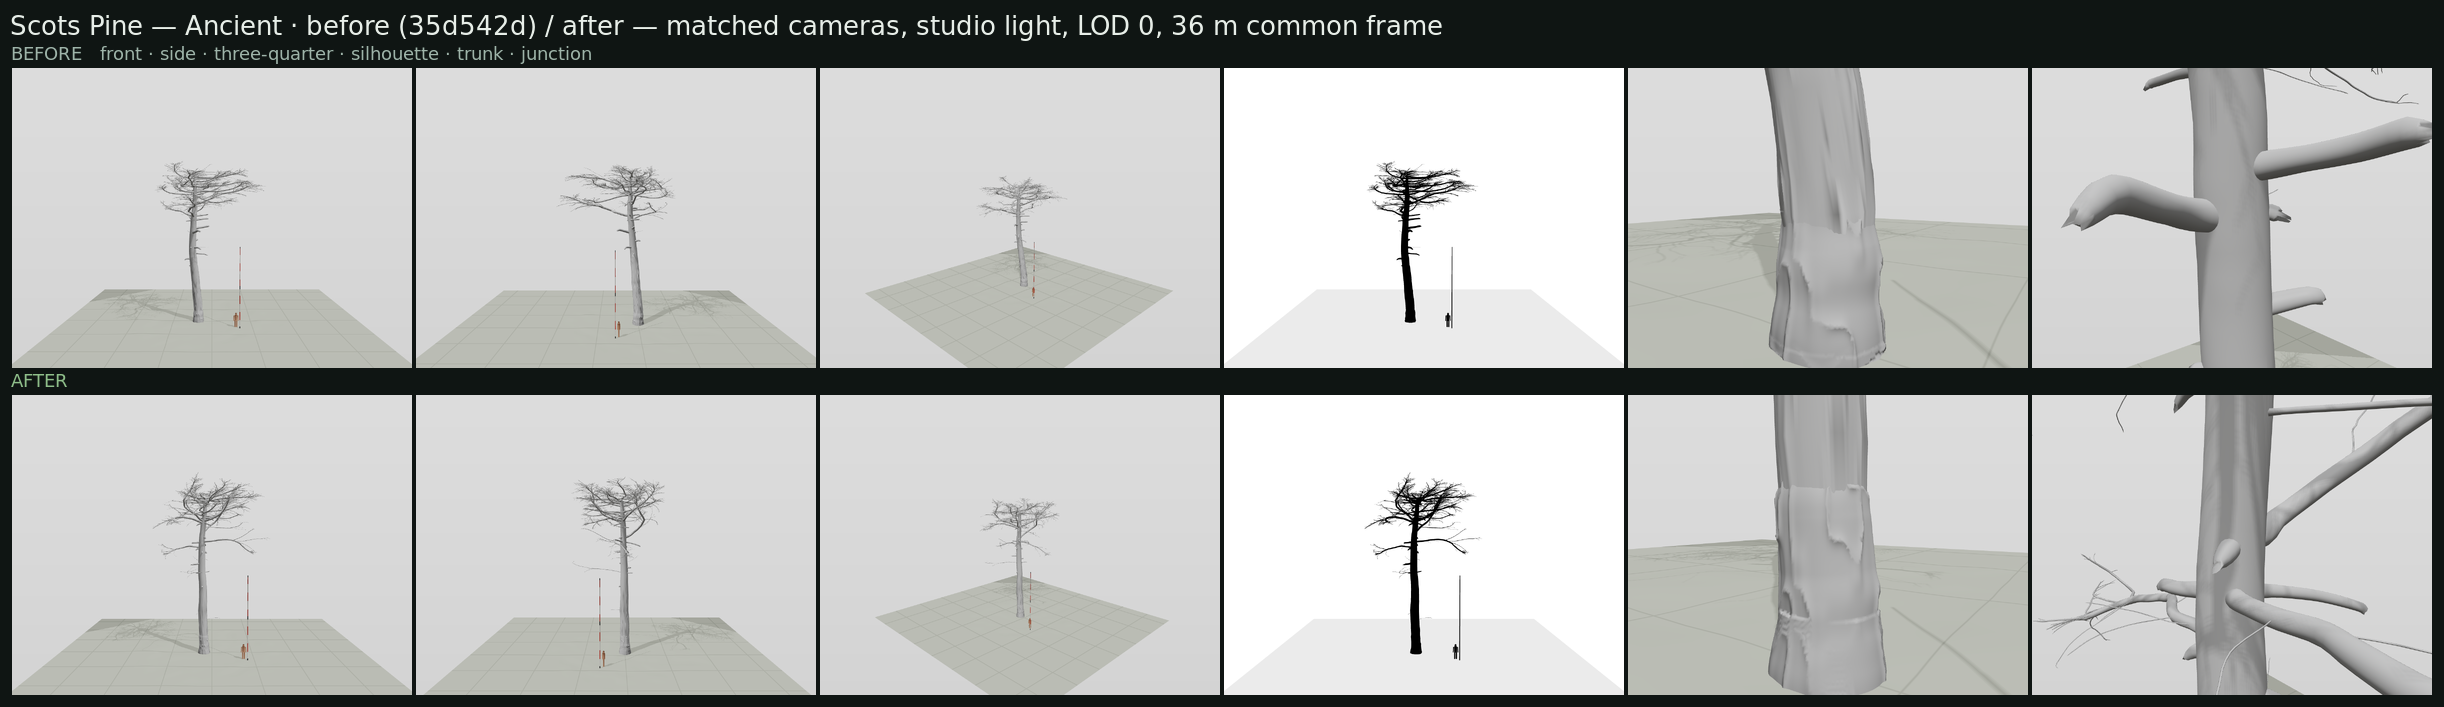 Scots Pine — Ancient · before (35d542d) / after — matched cameras, studio light, LOD 0, 36 m common frame
BEFORE front · side · three-quarter · silhouette · trunk · junction
AFTER